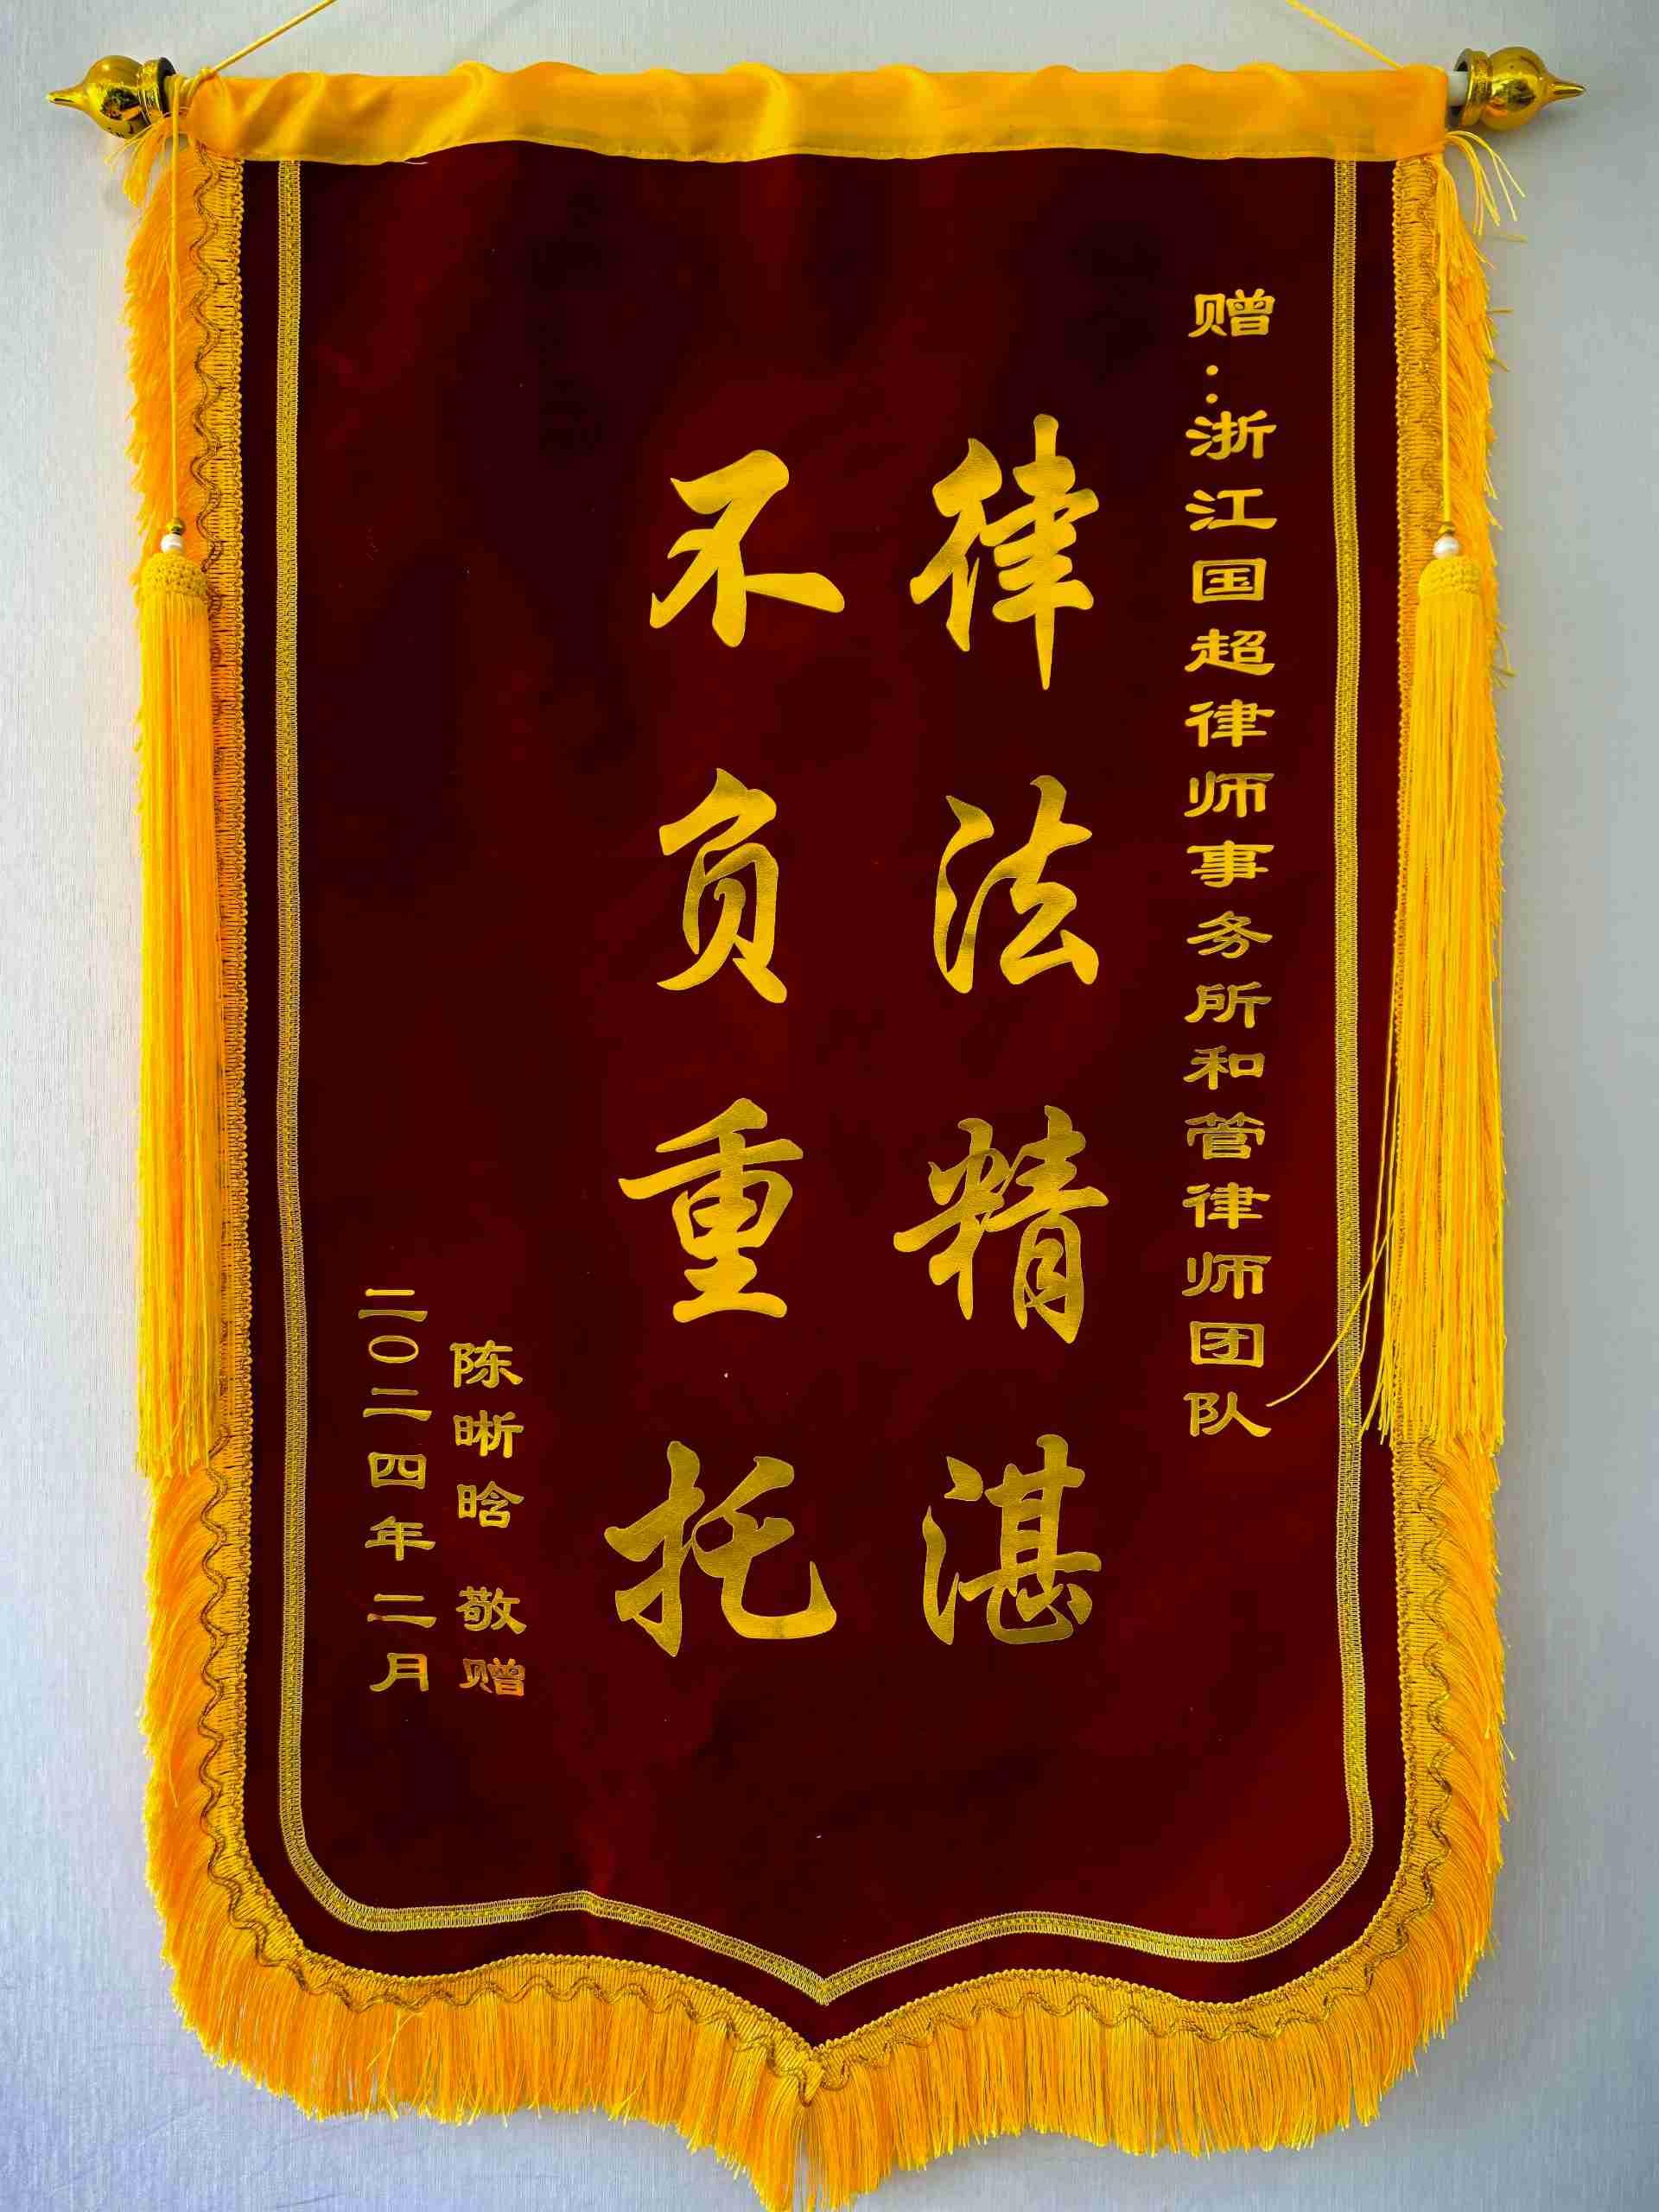 赠：浙江国超律师事务所和管律师团队
律法精湛
不负重托
陈晰晗 敬赠
二〇二四年二月